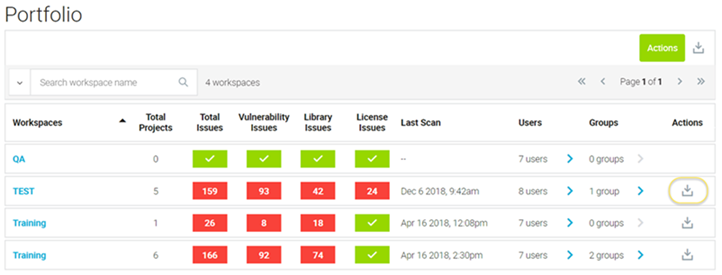 Portfolio
Actions
Search workspace name 4 workspaces Page 1 of 1
Workspaces Total Projects Total Issues Vulnerability Issues Library Issues License Issues Last Scan Users Groups Actions
QA 0 -- 7 users 0 groups
TEST 5 159 93 42 24 Dec 6 2018, 9:42am 8 users 1 group
Training 1 26 8 18 Apr 16 2018, 12:08pm 7 users 0 groups
Training 6 166 92 74 Apr 16 2018, 2:30pm 7 users 2 groups